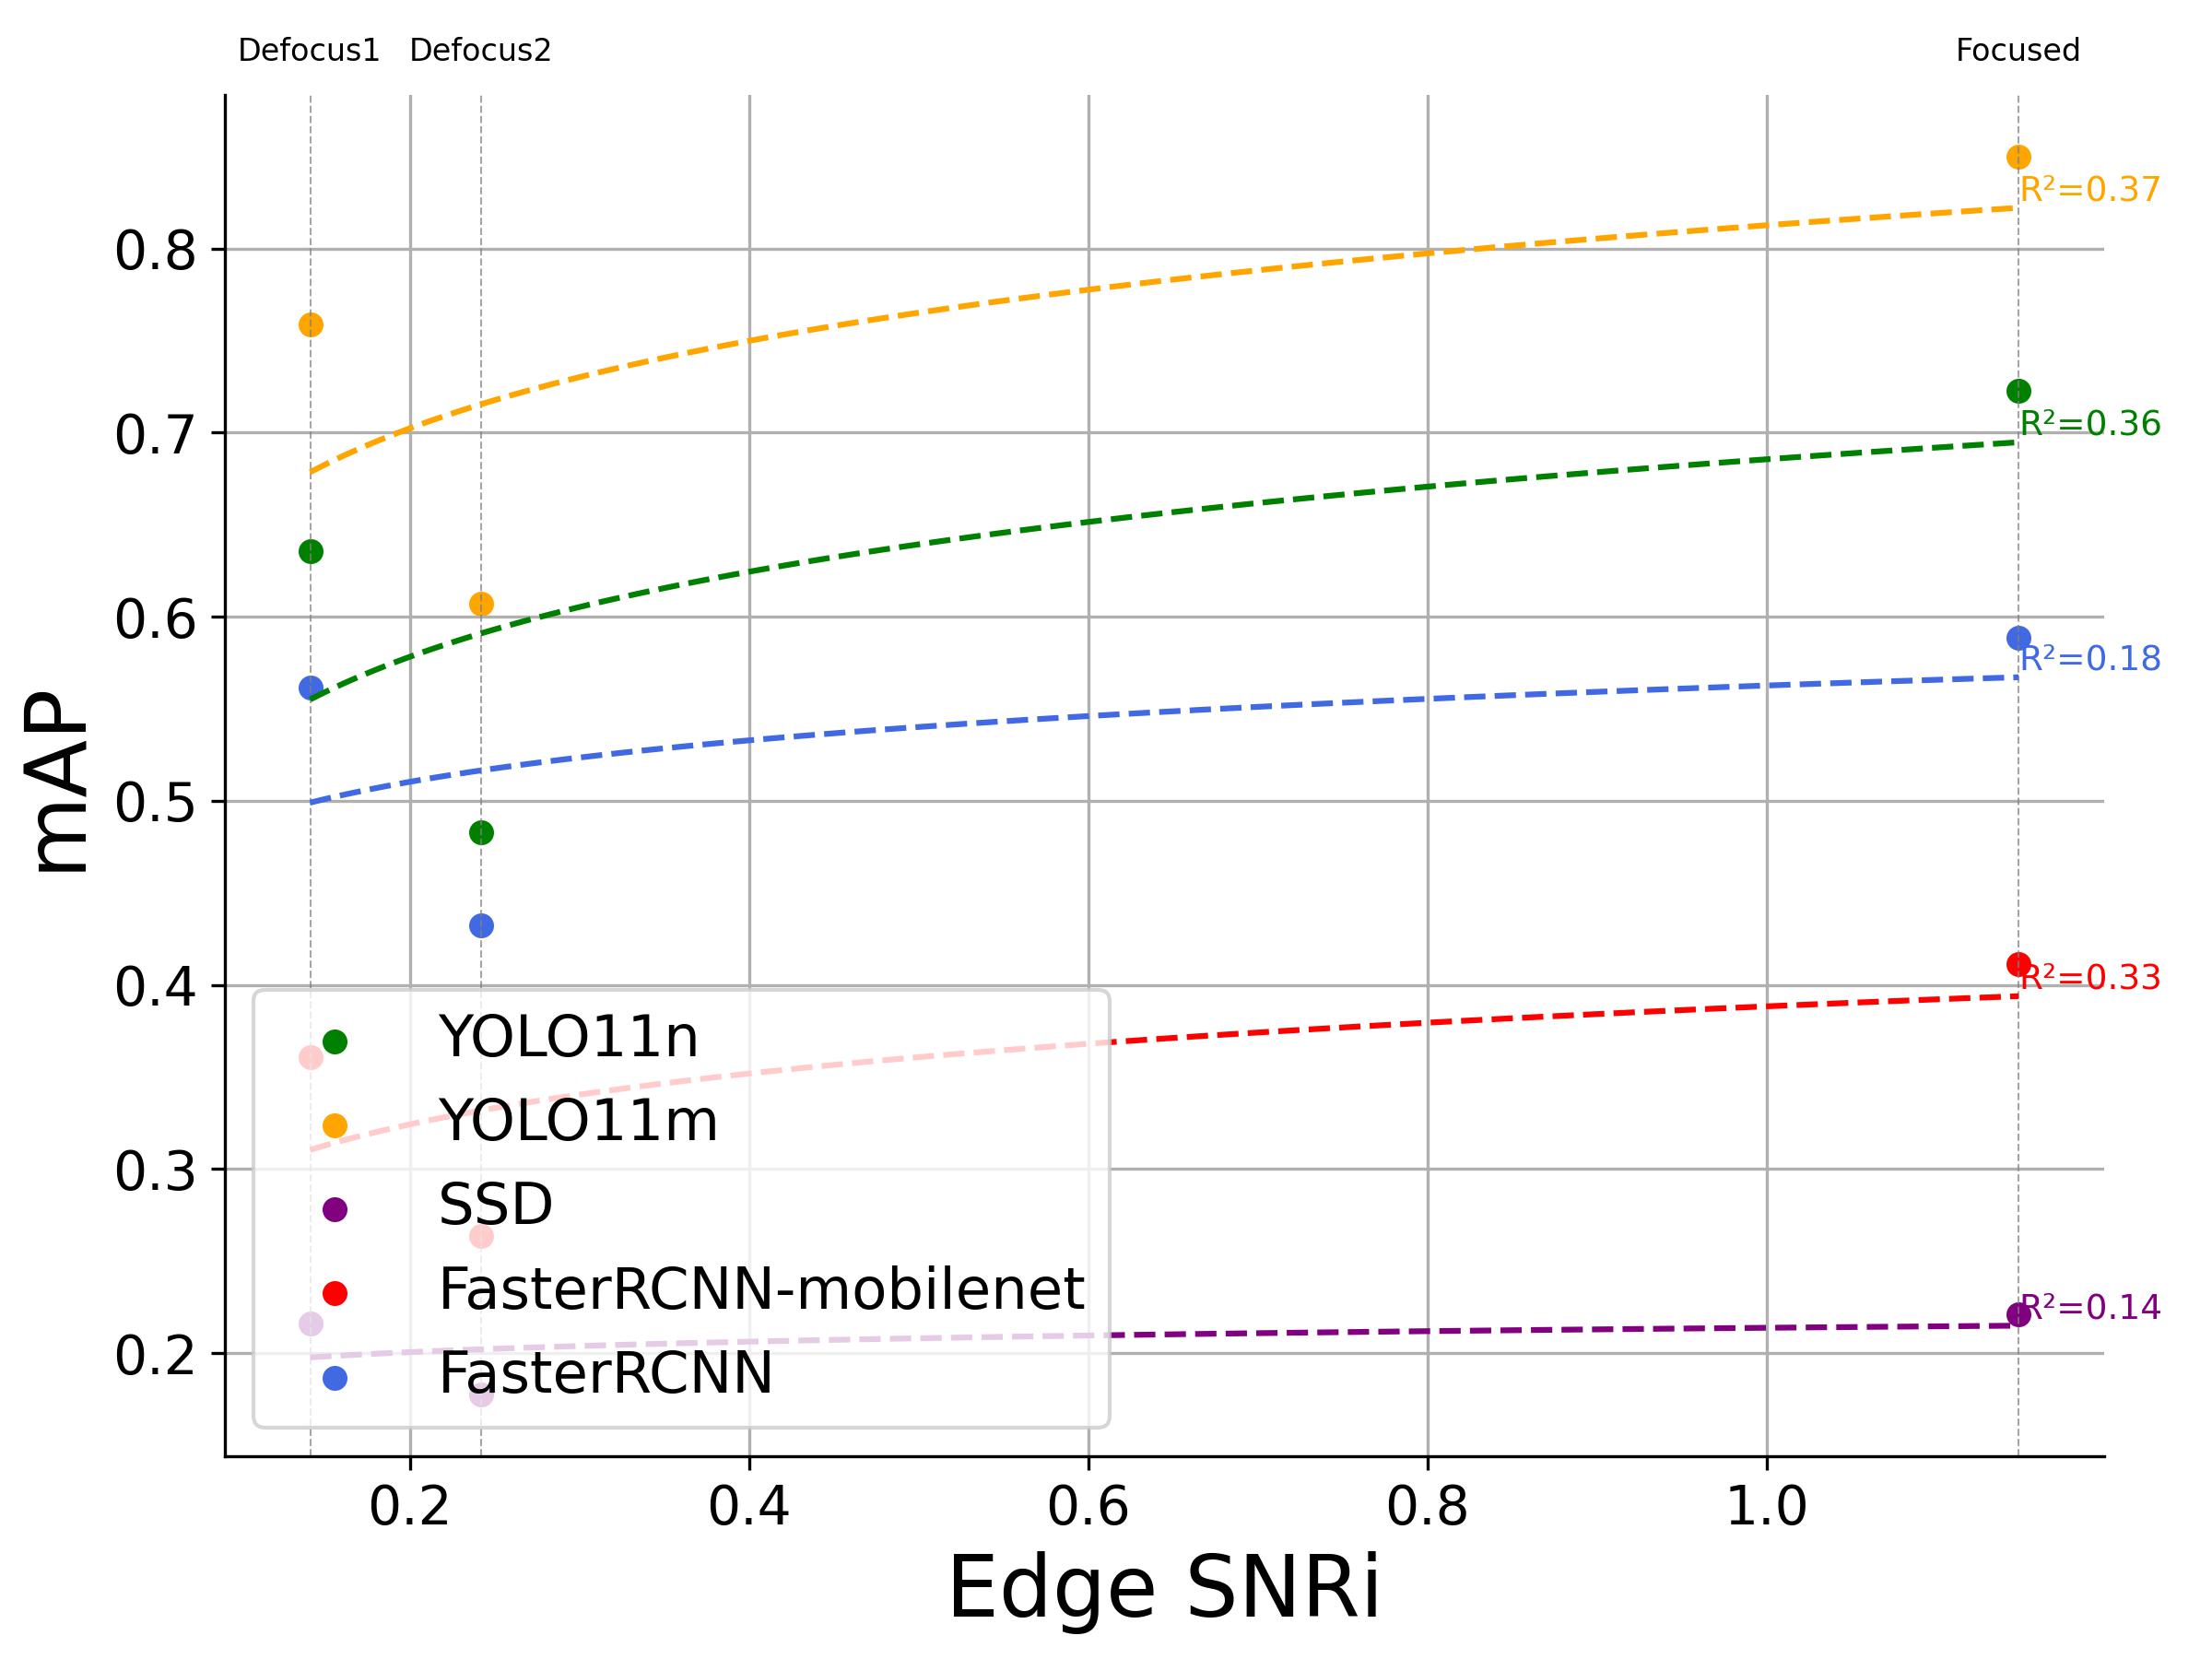 Defocus1 Defocus2 Focused
R²=0.37
0.8
R²=0.36
0.7
0.6
R²=0.18
mAP
0.5
R²=0.33
0.4
YOLO11n
YOLO11m
0.3
SSD
FasterRCNN-mobilenet
R²=0.14
0.2
FasterRCNN
0.2 0.4 0.6 0.8 1.0
Edge SNRi